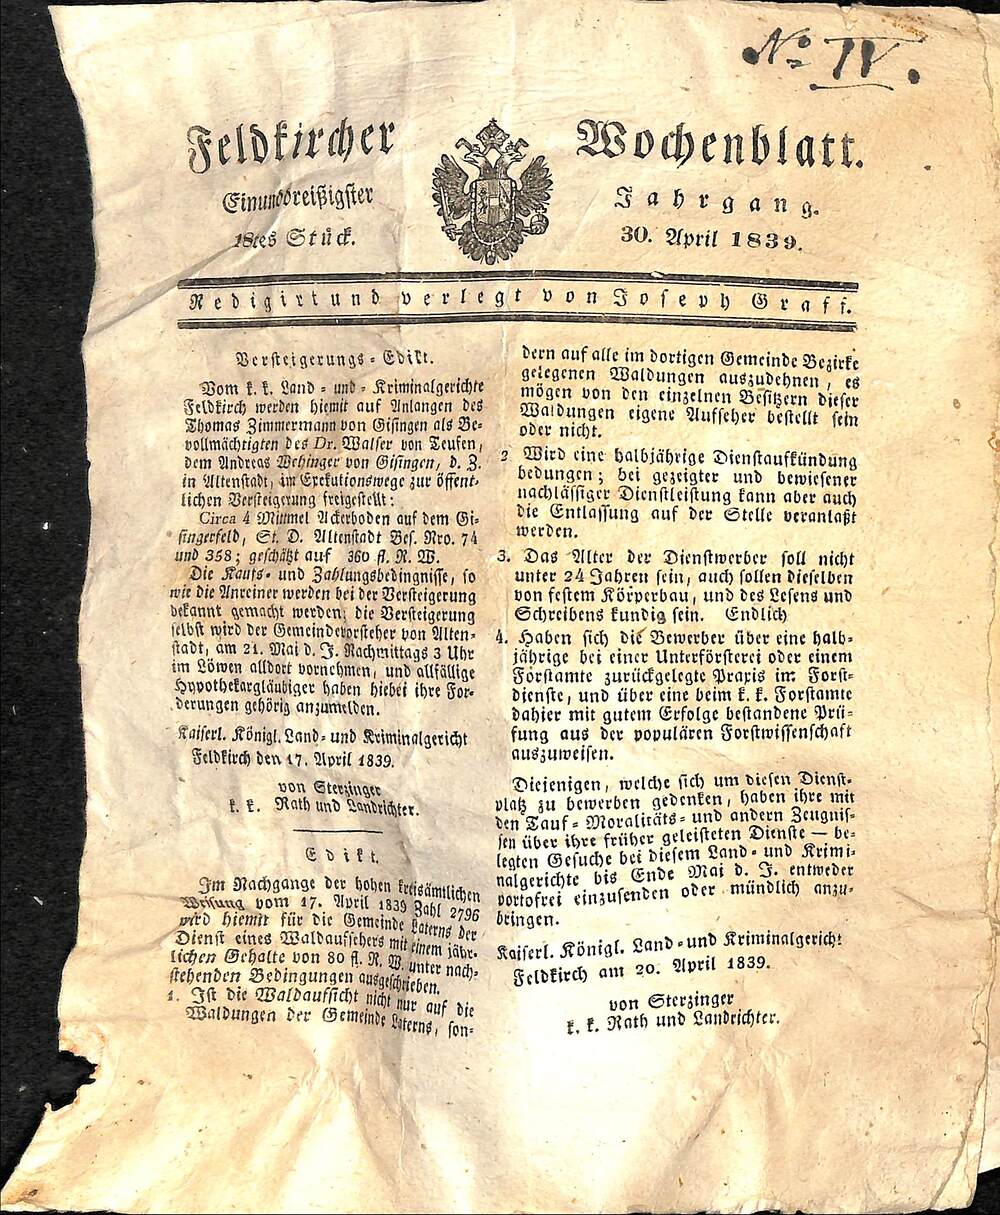 No IV.
Feldkircher Wochenblatt.
Einunddreißigster Jahrgang.
18tes Stück. 30. April 1839.
Redigirt und verlegt von Joseph Graff.
Versteigerungs-Edikt.
Vom k. k. Land- und Kriminalgerichte
Feldkirch werden hiemit auf Anlangen des
Thomas Zimmermann von Gisingen als Be-
vollmächtigten des Dr. Walser von Teufen,
dem Andreas Wehinger von Gisingen, d. Z.
in Altenstadt, im Exekutionswege zur öffent-
lichen Versteigerung freigestellt:
Circa 4 Mittmel Ackerboden auf dem Gi-
singerfeld, St. D. Altenstadt Bes. Nro. 74
und 358; geschätzt auf 360 fl. R. W.
Die Kaufs- und Zahlungsbedingnisse, so
wie die Anreiner werden bei der Versteigerung
bekannt gemacht werden; die Versteigerung
selbst wird der Gemeindevorsteher von Alten-
stadt, am 21. Mai d. J. Nachmittags 3 Uhr
im Löwen alldort vornehmen, und allfällige
Hypothekargläubiger haben hiebei ihre For-
derungen gehörig anzumelden.
Kaiserl. Königl. Land- und Kriminalgericht
Feldkirch den 17. April 1839.
von Sterzinger
k. k. Rath und Landrichter.
Edikt.
Im Nachgange der hohen kreisämtlichen
Weisung vom 17. April 1839 Zahl 2796
wird hiemit für die Gemeinde Laterns der
Dienst eines Waldaufsehers mit einem jähr-
lichen Gehalte von 80 fl. R. W. unter nach-
stehenden Bedingungen ausgeschrieben.
1. Ist die Waldaufsicht nicht nur auf die
Waldungen der Gemeinde Laterns, son-
dern auf alle im dortigen Gemeinde Bezirke
gelegenen Waldungen auszudehnen, es
mögen von den einzelnen Besitzern dieser
Waldungen eigene Aufseher bestellt sein
oder nicht.
2 Wird eine halbjährige Dienstaufkündung
bedungen; bei gezeigter und bewiesener
nachlässiger Dienstleistung kann aber auch
die Entlassung auf der Stelle veranlaßt
werden.
3. Das Alter der Dienstwerber soll nicht
unter 24 Jahren sein, auch sollen dieselben
von festem Körperbau, und des Lesens und
Schreibens kundig sein. Endlich
4. Haben sich die Bewerber über eine halb-
jährige bei einer Unterförsterei oder einem
Forstamte zurückgelegte Praxis im Forst-
dienste, und über eine beim k. k. Forstamte
dahier mit gutem Erfolge bestandene Prü-
fung aus der populären Forstwissenschaft
auszuweisen.
Diejenigen, welche sich um diesen Dienst-
platz zu bewerben gedenken, haben ihre mit
den Tauf- Moralitäts- und andern Zeugnis-
sen über ihre früher geleisteten Dienste — be-
legten Gesuche bei diesem Land- und Krimi-
nalgerichte bis Ende Mai d. J. entweder
portofrei einzusenden oder mündlich anzu-
bringen.
Kaiserl. Königl. Land- und Kriminalgericht
Feldkirch am 20. April 1839.
von Sterzinger
k. k. Rath und Landrichter.